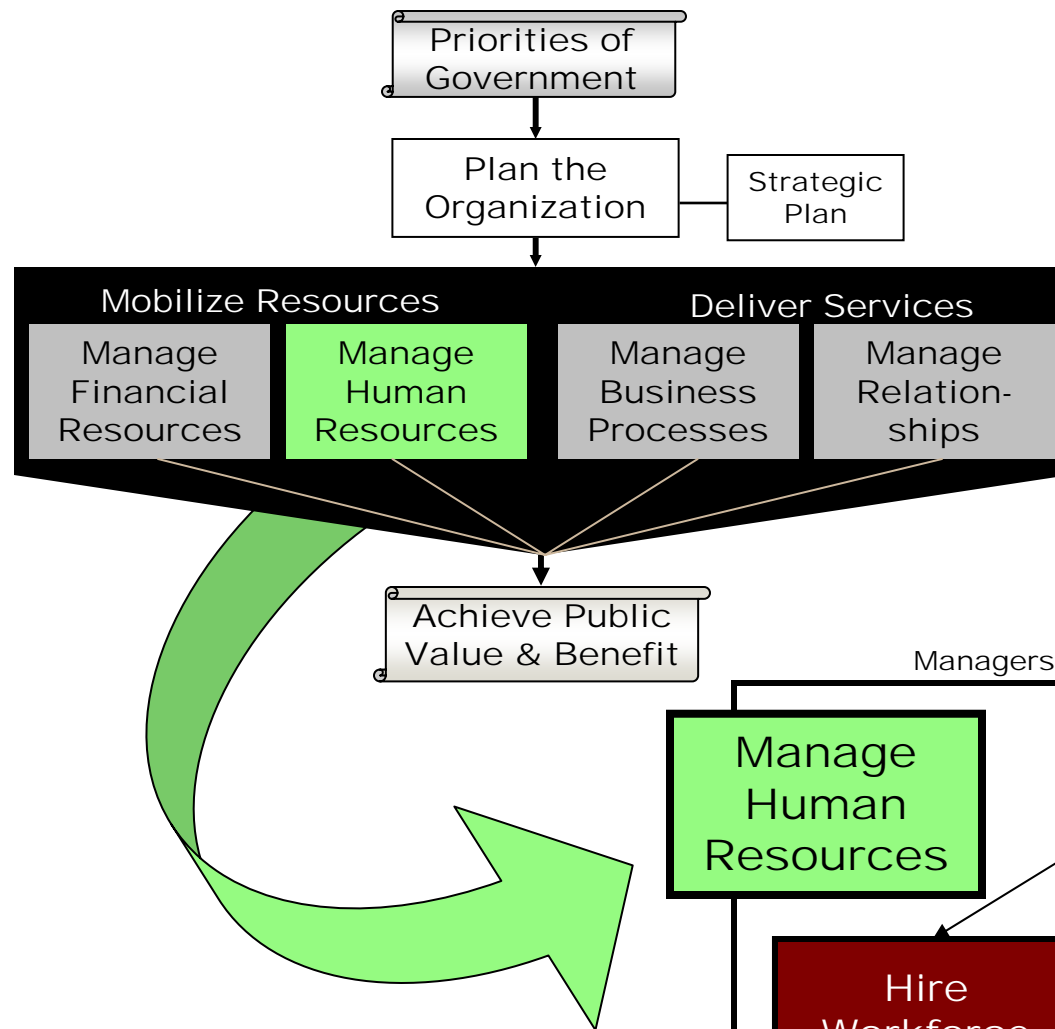 Priorities of
Government
Plan the
Organization
Strategic
Plan
Mobilize Resources
Deliver Services
Manage
Financial
Resources
Manage
Human
Resources
Manage
Business
Processes
Manage
Relation-
ships
Achieve Public
Value & Benefit
Managers
Manage
Human
Resources
Hire
Workforce